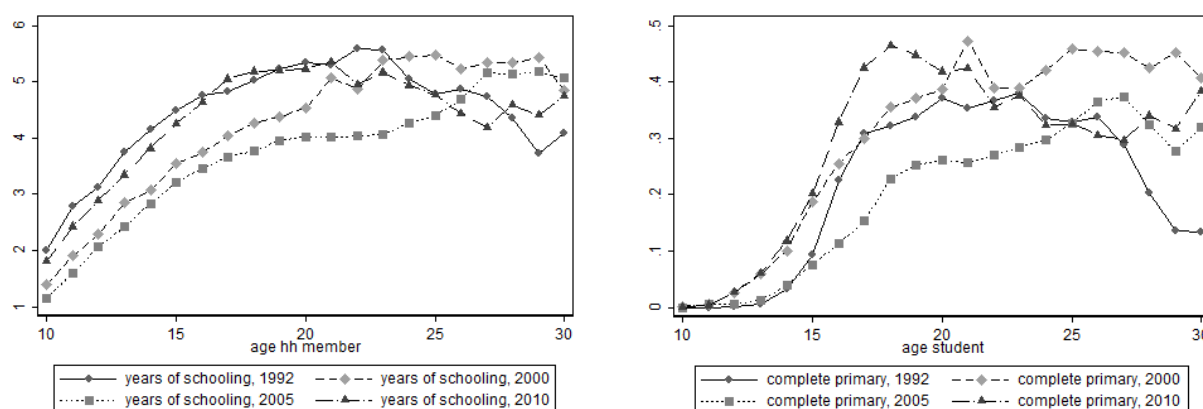 6
5
4
3
2
1
10 15 20 25 30
age hh member
years of schooling, 1992 years of schooling, 2000
years of schooling, 2005 years of schooling, 2010
.5
.4
.3
.2
.1
0
10 15 20 25 30
age student
complete primary, 1992 complete primary, 2000
complete primary, 2005 complete primary, 2010